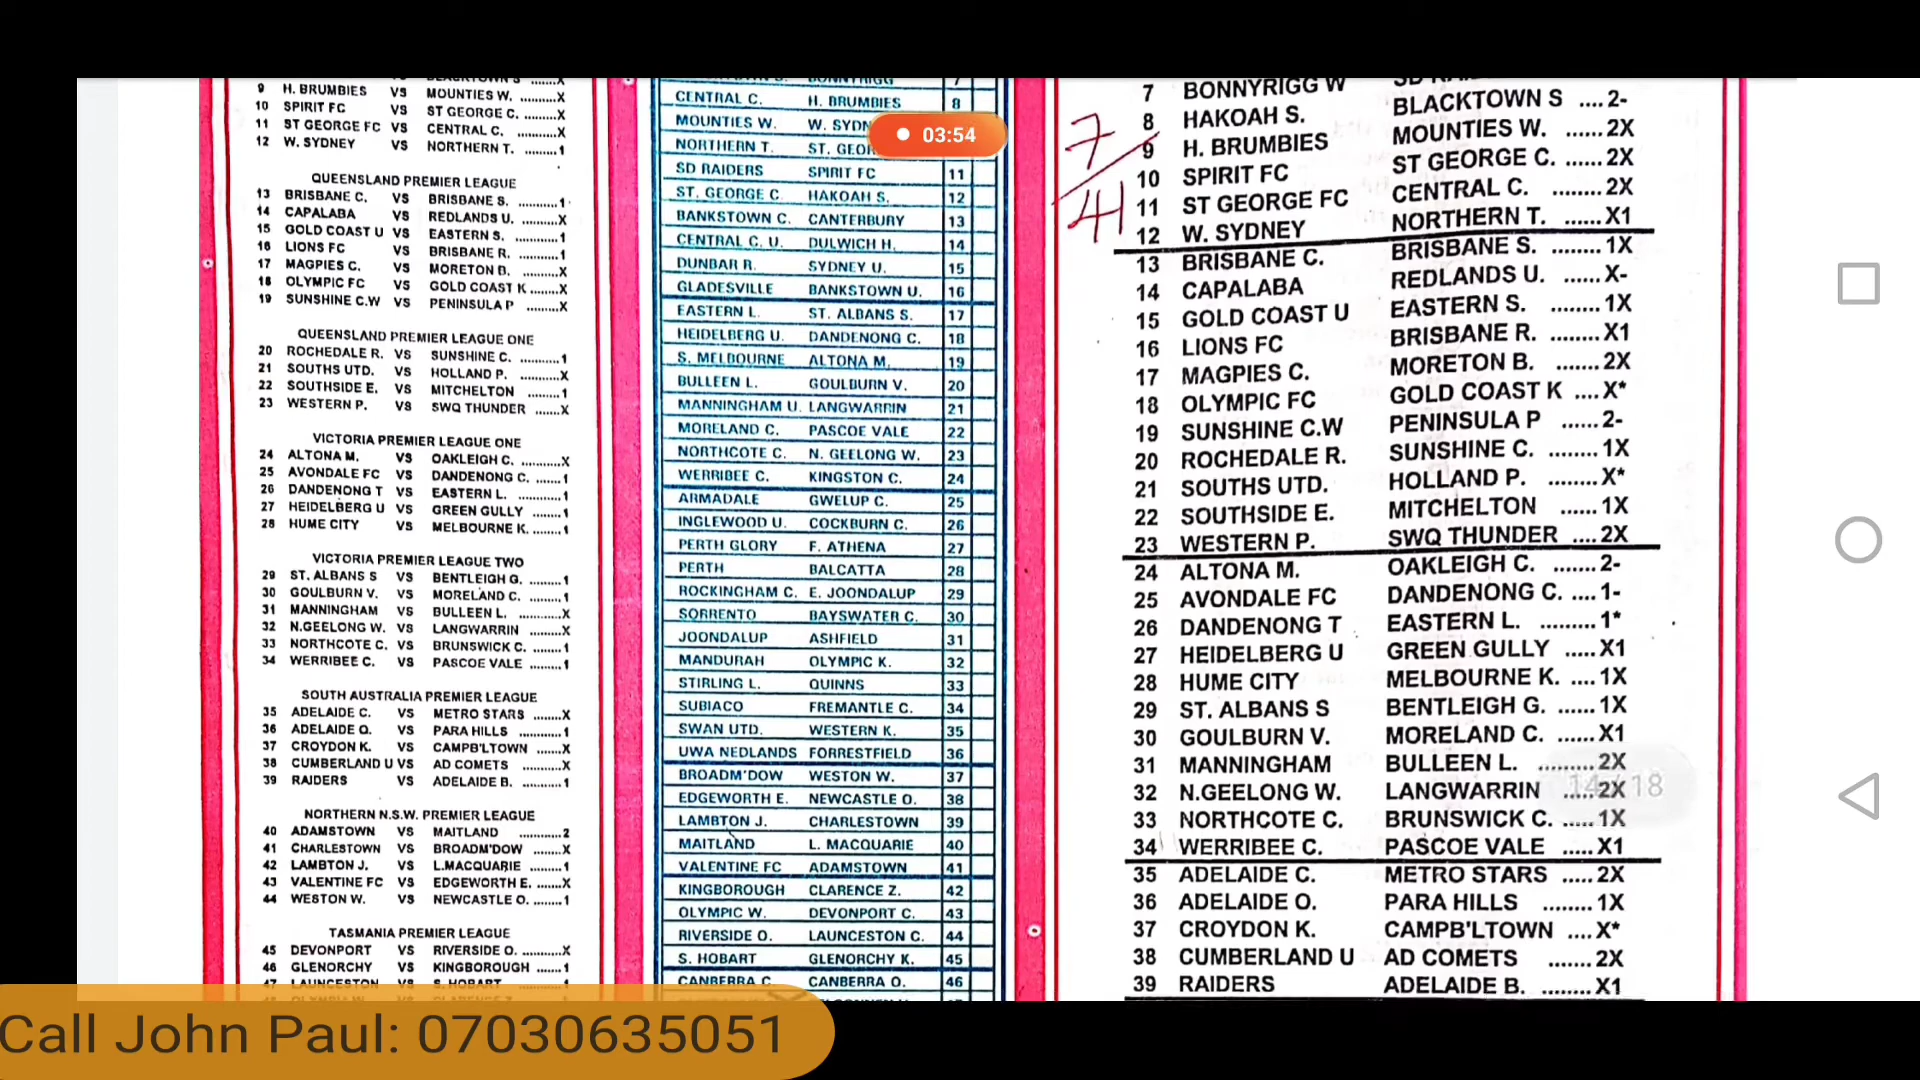 9 H. BRUMBIES VS MOUNTIES W. ..........X
10 SPIRIT FC VS ST GEORGE C. ........X
11 ST GEORGE FC VS CENTRAL C. ..........X
12 W. SYDNEY VS NORTHERN T. .........1
QUEENSLAND PREMIER LEAGUE
13 BRISBANE C. VS BRISBANE S. ..........1
14 CAPALABA VS REDLANDS U. .......X
15 GOLD COAST U VS EASTERN S. ..........1
16 LIONS FC VS BRISBANE R. ..........1
17 MAGPIES C. VS MORETON B. ........X
18 OLYMPIC FC VS GOLD COAST K .......X
19 SUNSHINE C.W VS PENINSULA P .........X
QUEENSLAND PREMIER LEAGUE ONE
20 ROCHEDALE R. VS SUNSHINE C. ..........1
21 SOUTHS UTD. VS HOLLAND P. ..........X
22 SOUTHSIDE E. VS MITCHELTON .........1
23 WESTERN P. VS SWQ THUNDER ......X
VICTORIA PREMIER LEAGUE ONE
24 ALTONA M. VS OAKLEIGH C. ..........X
25 AVONDALE FC VS DANDENONG C. .......1
26 DANDENONG T VS EASTERN L. ..........1
27 HEIDELBERG U VS GREEN GULLY .......1
28 HUME CITY VS MELBOURNE K. .......1
VICTORIA PREMIER LEAGUE TWO
29 ST. ALBANS S VS BENTLEIGH G. ........1
30 GOULBURN V. VS MORELAND C. ........1
31 MANNINGHAM VS BULLEEN L. ..........X
32 N.GEELONG W. VS LANGWARRIN .........X
33 NORTHCOTE C. VS BRUNSWICK C. .......1
34 WERRIBEE C. VS PASCOE VALE ........1
SOUTH AUSTRALIA PREMIER LEAGUE
35 ADELAIDE C. VS METRO STARS .......X
36 ADELAIDE O. VS PARA HILLS ..........1
37 CROYDON K. VS CAMPB'LTOWN ......X
38 CUMBERLAND U VS AD COMETS .........X
39 RAIDERS VS ADELAIDE B. .........1
NORTHERN N.S.W. PREMIER LEAGUE
40 ADAMSTOWN VS MAITLAND ..........2
41 CHARLESTOWN VS BROADM'DOW .......X
42 LAMBTON J. VS L.MACQUARIE ........1
43 VALENTINE FC VS EDGEWORTH E. ......X
44 WESTON W. VS NEWCASTLE O. ........1
TASMANIA PREMIER LEAGUE
45 DEVONPORT VS RIVERSIDE O. .........X
46 GLENORCHY VS KINGBOROUGH ......1
47 LAUNCESTON VS S. HOBART ..........1
BONNYRIGG 7
CENTRAL C. H. BRUMBIES 8
MOUNTIES W. W. SYDN
NORTHERN T. ST. GEOR
SD RAIDERS SPIRIT FC 11
ST. GEORGE C. HAKOAH S. 12
BANKSTOWN C. CANTERBURY 13
CENTRAL C. U. DULWICH H. 14
DUNBAR R. SYDNEY U. 15
GLADESVILLE BANKSTOWN U. 16
EASTERN L. ST. ALBANS S. 17
HEIDELBERG U. DANDENONG C. 18
S. MELBOURNE ALTONA M. 19
BULLEEN L. GOULBURN V. 20
MANNINGHAM U. LANGWARRIN 21
MORELAND C. PASCOE VALE 22
NORTHCOTE C. N. GEELONG W. 23
WERRIBEE C. KINGSTON C. 24
ARMADALE GWELUP C. 25
INGLEWOOD U. COCKBURN C. 26
PERTH GLORY F. ATHENA 27
PERTH BALCATTA 28
ROCKINGHAM C. E. JOONDALUP 29
SORRENTO BAYSWATER C. 30
JOONDALUP ASHFIELD 31
MANDURAH OLYMPIC K. 32
STIRLING L. QUINNS 33
SUBIACO FREMANTLE C. 34
SWAN UTD. WESTERN K. 35
UWA NEDLANDS FORRESTFIELD 36
BROADM'DOW WESTON W. 37
EDGEWORTH E. NEWCASTLE O. 38
LAMBTON J. CHARLESTOWN 39
MAITLAND L. MACQUARIE 40
VALENTINE FC ADAMSTOWN 41
KINGBOROUGH CLARENCE Z. 42
OLYMPIC W. DEVONPORT C. 43
RIVERSIDE O. LAUNCESTON C. 44
S. HOBART GLENORCHY K. 45
CANBERRA C. CANBERRA O. 46
03:54
7
41
7 BONNYRIGG W
8 HAKOAH S. BLACKTOWN S ....2-
9 H. BRUMBIES MOUNTIES W. ......2X
10 SPIRIT FC ST GEORGE C. ......2X
11 ST GEORGE FC CENTRAL C. ........2X
12 W. SYDNEY NORTHERN T. ......X1
13 BRISBANE C. BRISBANE S. ........1X
14 CAPALABA REDLANDS U. ......X-
15 GOLD COAST U EASTERN S. ........1X
16 LIONS FC BRISBANE R. ........X1
17 MAGPIES C. MORETON B. .......2X
18 OLYMPIC FC GOLD COAST K ....X*
19 SUNSHINE C.W PENINSULA P ......2-
20 ROCHEDALE R. SUNSHINE C. ........1X
21 SOUTHS UTD. HOLLAND P. ........X*
22 SOUTHSIDE E. MITCHELTON ......1X
23 WESTERN P. SWQ THUNDER ....2X
24 ALTONA M. OAKLEIGH C. .......2-
25 AVONDALE FC DANDENONG C. ....1-
26 DANDENONG T EASTERN L. .........1*
27 HEIDELBERG U GREEN GULLY .....X1
28 HUME CITY MELBOURNE K. ....1X
29 ST. ALBANS S BENTLEIGH G. ......1X
30 GOULBURN V. MORELAND C. ......X1
31 MANNINGHAM BULLEEN L. .........2X
32 N.GEELONG W. LANGWARRIN .....2X
33 NORTHCOTE C. BRUNSWICK C. .....1X
34 WERRIBEE C. PASCOE VALE .....X1
35 ADELAIDE C. METRO STARS .....2X
36 ADELAIDE O. PARA HILLS ........1X
37 CROYDON K. CAMPB'LTOWN ....X*
38 CUMBERLAND U AD COMETS .......2X
39 RAIDERS ADELAIDE B. ........X1
14 / 18
Call John Paul: 07030635051